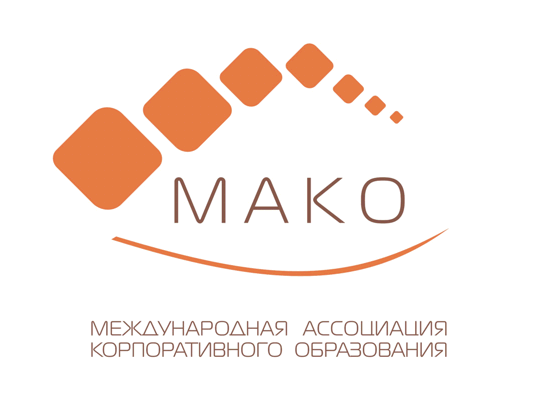 МАКО
МЕЖДУНАРОДНАЯ АССОЦИАЦИЯ
КОРПОРАТИВНОГО ОБРАЗОВАНИЯ